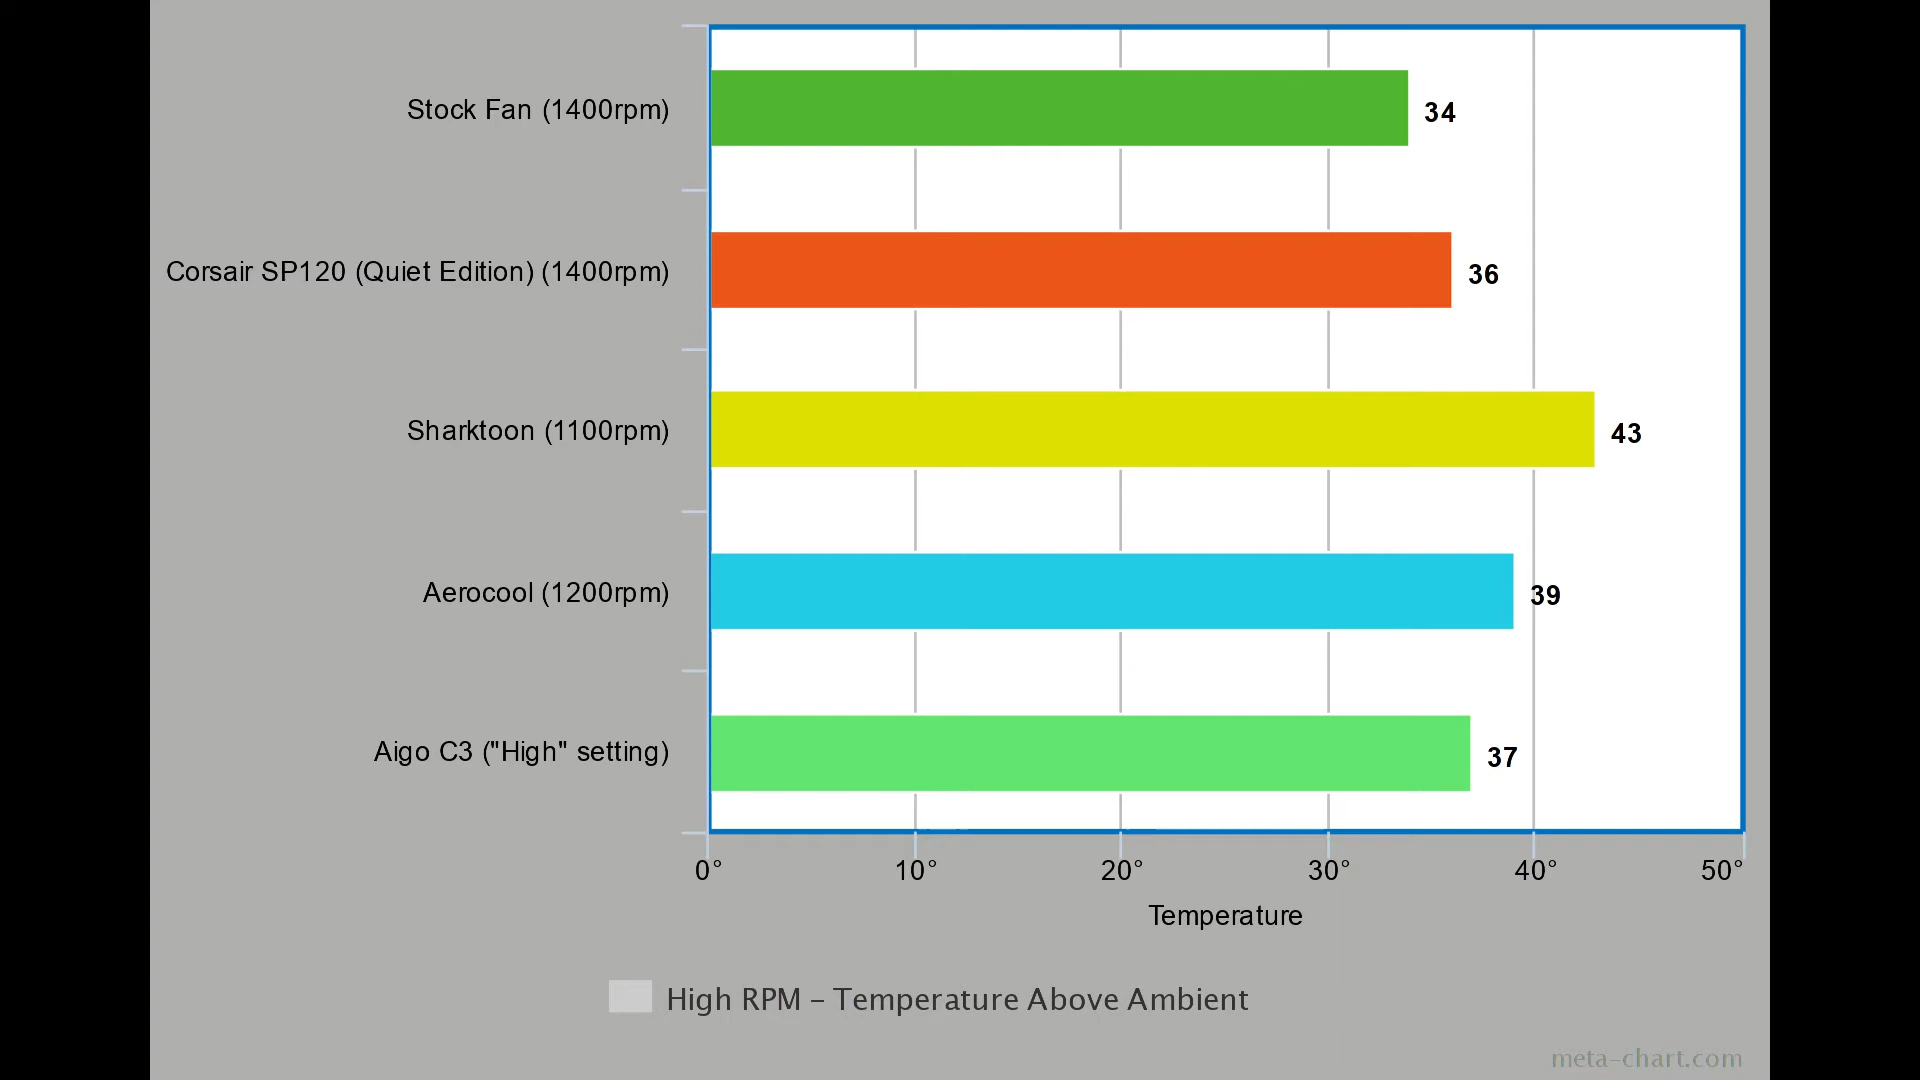 Stock Fan (1400rpm) 34
Corsair SP120 (Quiet Edition) (1400rpm) 36
Sharktoon (1100rpm) 43
Aerocool (1200rpm) 39
Aigo C3 ("High" setting) 37
0° 10° 20° 30° 40° 50°
Temperature
High RPM - Temperature Above Ambient
meta-chart.com